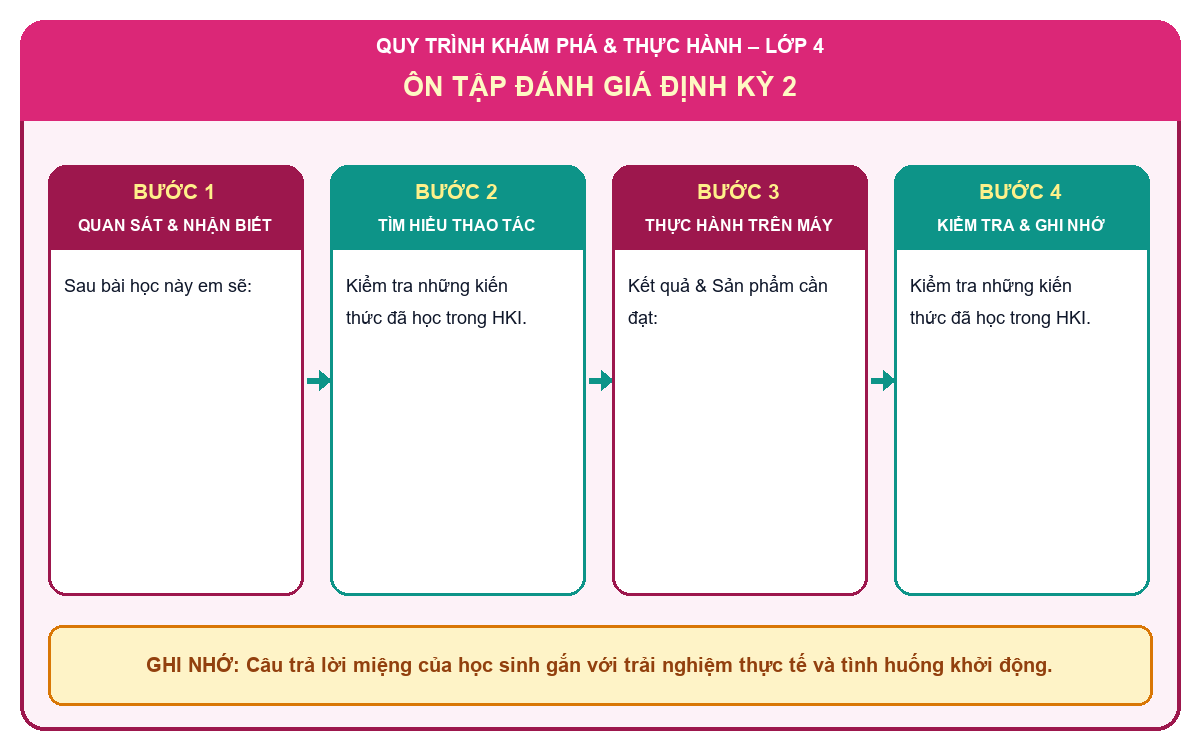 QUY TRÌNH KHÁM PHÁ & THỰC HÀNH – LỚP 4
ÔN TẬP ĐÁNH GIÁ ĐỊNH KỲ 2
BƯỚC 1
QUAN SÁT & NHẬN BIẾT
Sau bài học này em sẽ:
BƯỚC 2
TÌM HIỂU THAO TÁC
Kiểm tra những kiến
thức đã học trong HKI.
BƯỚC 3
THỰC HÀNH TRÊN MÁY
Kết quả & Sản phẩm cần
đạt:
BƯỚC 4
KIỂM TRA & GHI NHỚ
Kiểm tra những kiến
thức đã học trong HKI.
GHI NHỚ: Câu trả lời miệng của học sinh gắn với trải nghiệm thực tế và tình huống khởi động.